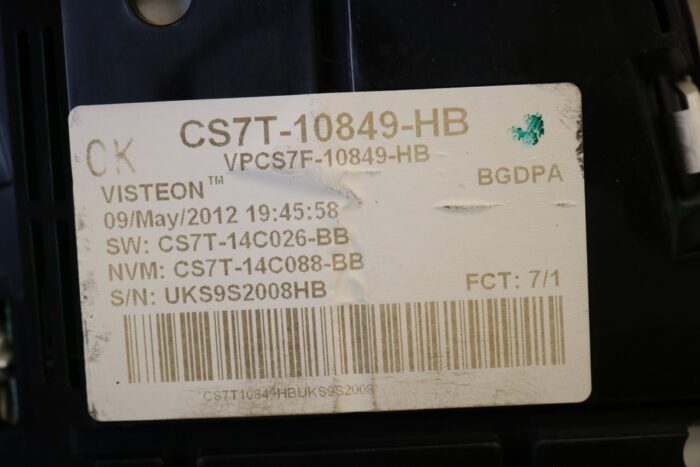 CS7T-10849-HB
OK
VPCS7F-10849-HB
VISTEON™
BGDPA
09/May/2012 19:45:58
SW: CS7T-14C026-BB
NVM: CS7T-14C088-BB
S/N: UKS9S2008HB
FCT: 7/1
CS7T10849HBUKS9S2008